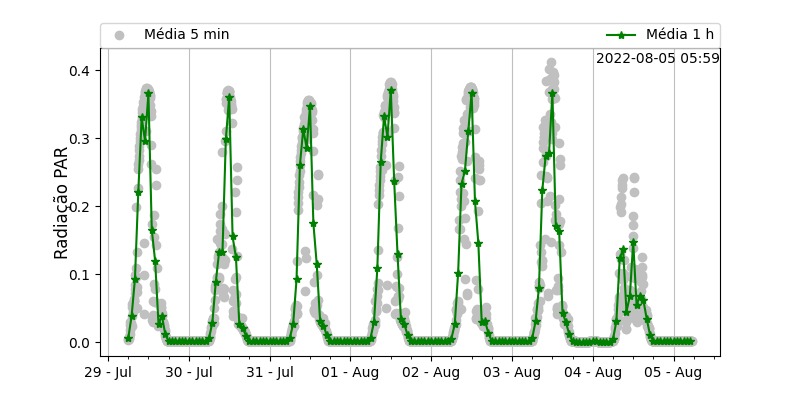 Média 5 min
Média 1 h
2022-08-05 05:59
Radiação PAR
0.4
0.3
0.2
0.1
0.0
29 - Jul
30 - Jul
31 - Jul
01 - Aug
02 - Aug
03 - Aug
04 - Aug
05 - Aug